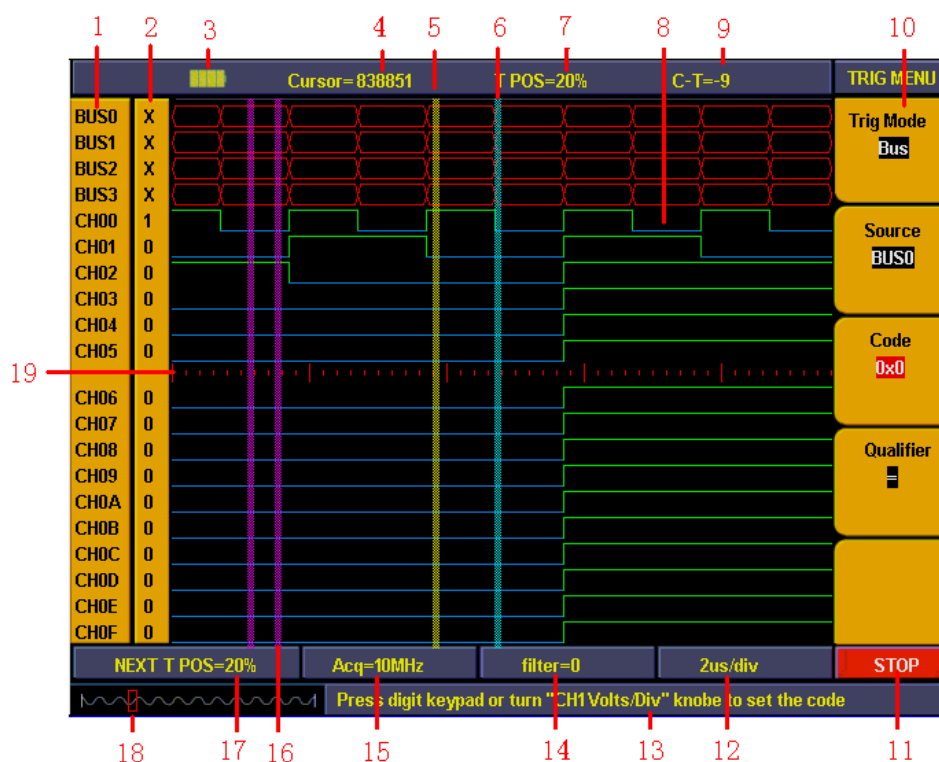 1 2 3 4 5 6 7 8 9 10
Cursor=838851 T POS=20% C-T=-9 TRIG MENU
BUS0 X
BUS1 X
BUS2 X
BUS3 X
CH00 1
CH01 0
CH02 0
CH03 0
CH04 0
CH05 0
19
CH06 0
CH07 0
CH08 0
CH09 0
CH0A 0
CH0B 0
CH0C 0
CH0D 0
CH0E 0
CH0F 0
Trig Mode
Bus
Source
BUS0
Code
0x0
Qualifier
=
NEXT T POS=20% Acq=10MHz filter=0 2us/div STOP
Press digit keypad or turn "CH1 Volts/Div" knobe to set the code
18 17 16 15 14 13 12 11